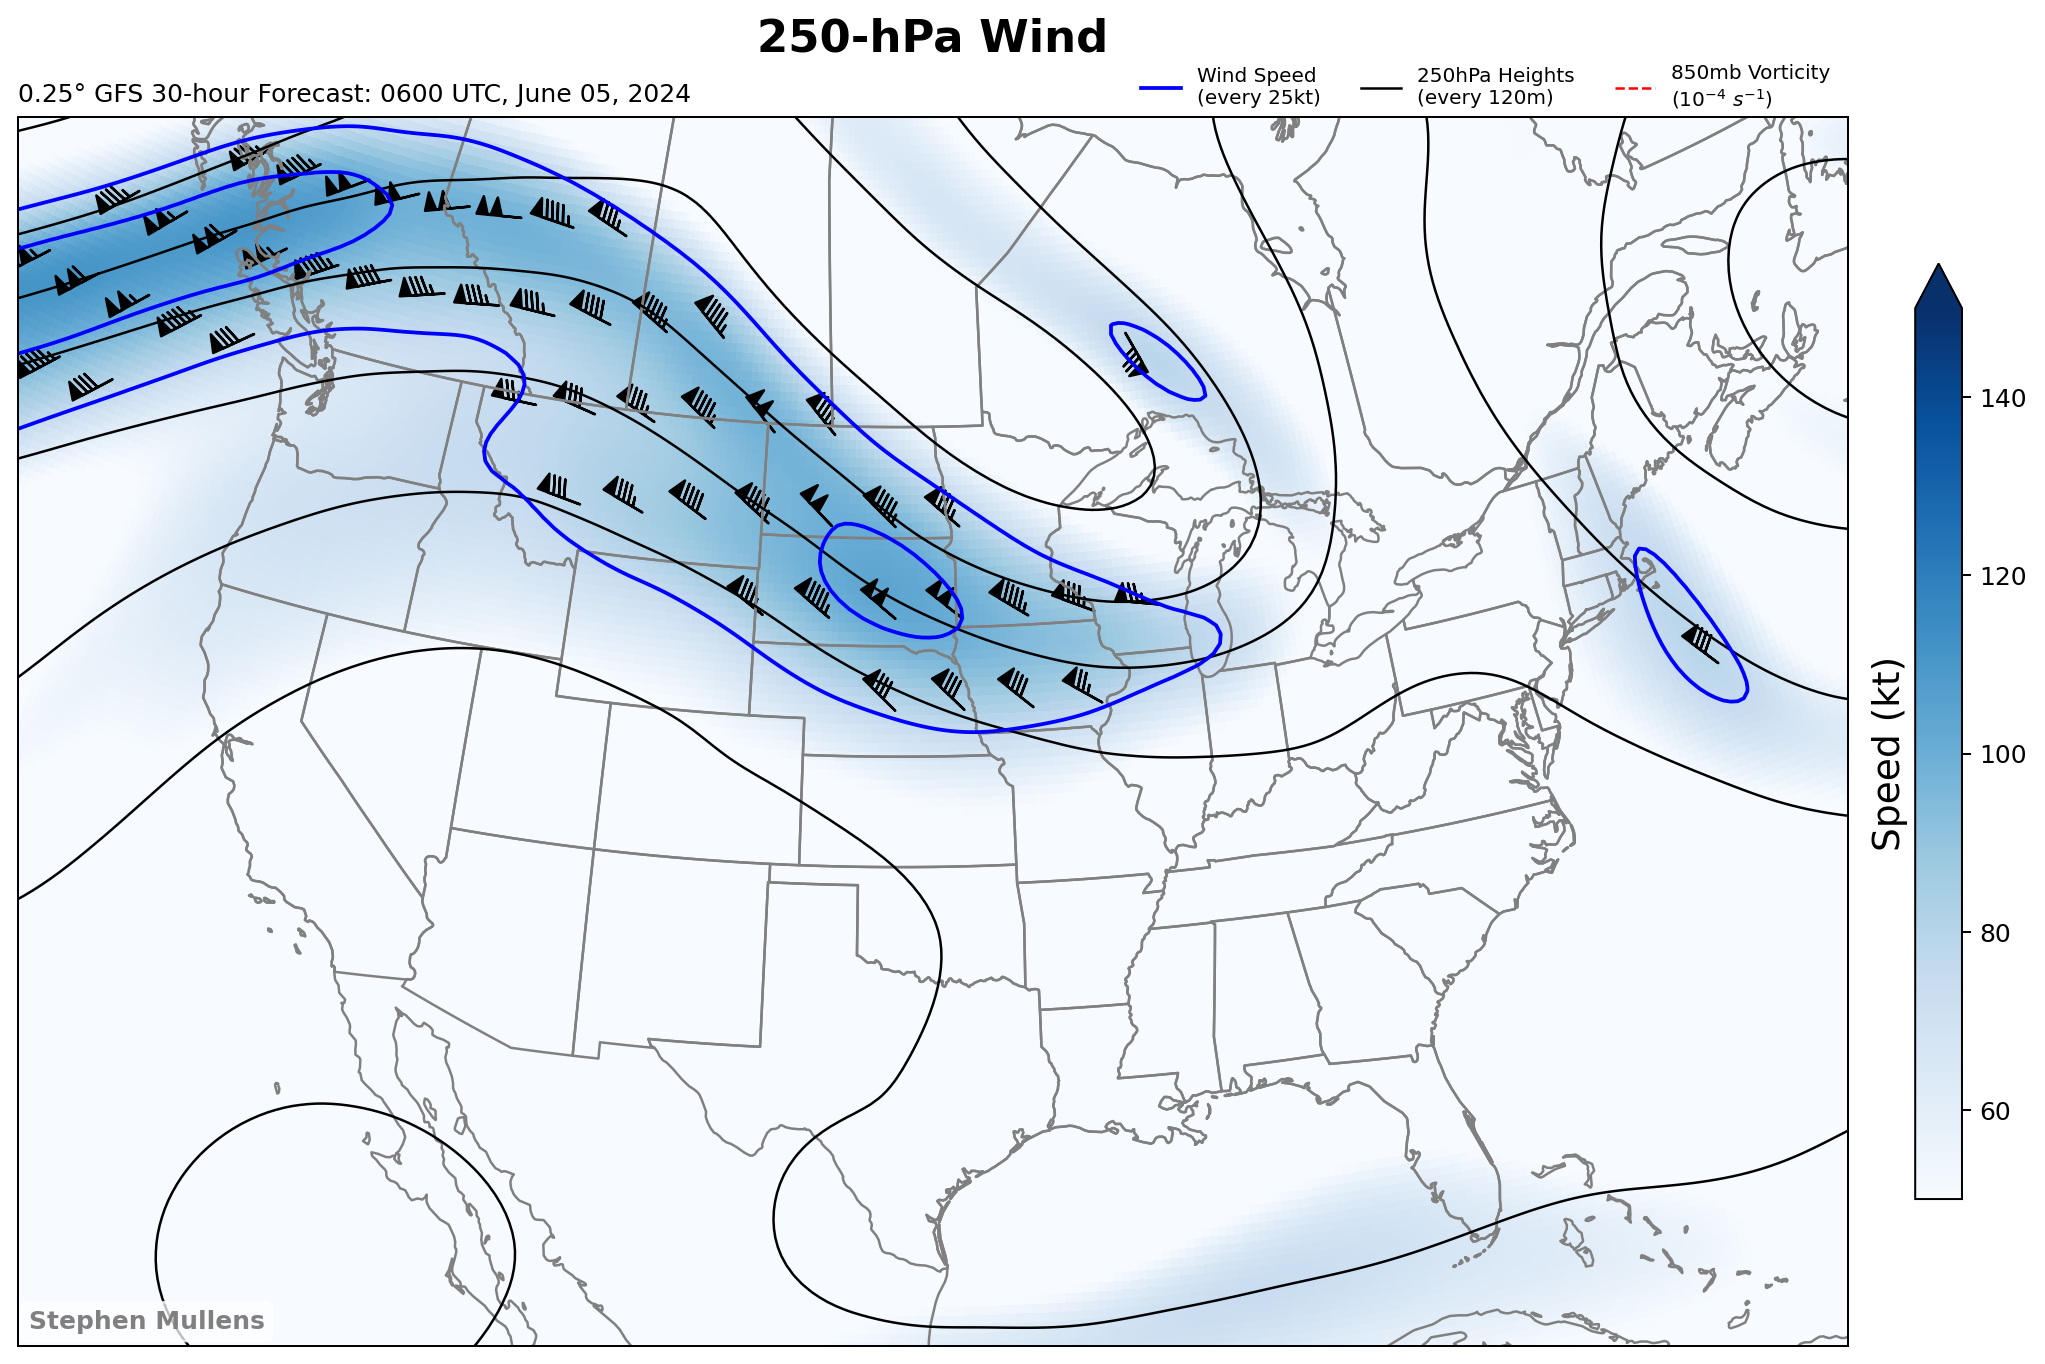 250-hPa Wind
0.25° GFS 30-hour Forecast: 0600 UTC, June 05, 2024
Wind Speed
(every 25kt)
250hPa Heights
(every 120m)
850mb Vorticity
(10⁻⁴ s⁻¹)
140
120
100
80
60
Speed (kt)
Stephen Mullens